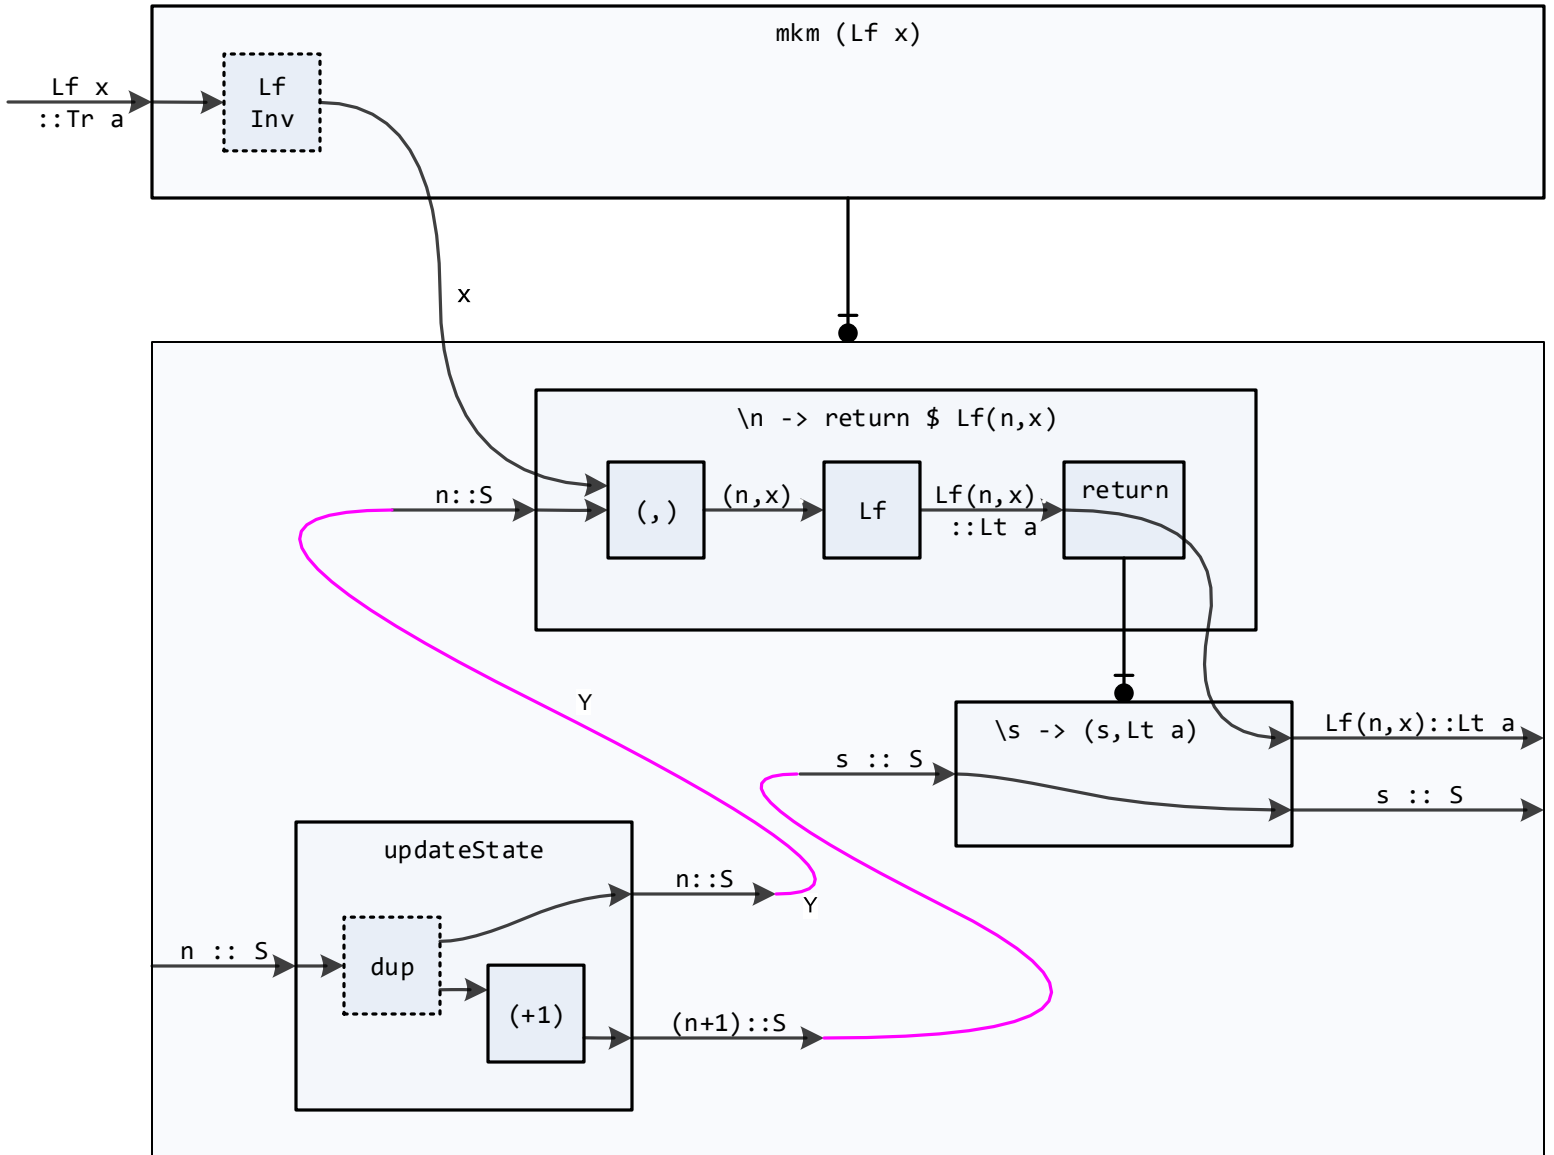 mkm (Lf x)
Lf x
::Tr a
Lf
Inv
x
\n -> return $ Lf(n,x)
n::S
(,)
(n,x)
Lf
Lf(n,x)
::Lt a
return
Y
\s -> (s,Lt a)
Lf(n,x)::Lt a
s :: S
s :: S
updateState
n::S
Y
n :: S
dup
(+1)
(n+1)::S